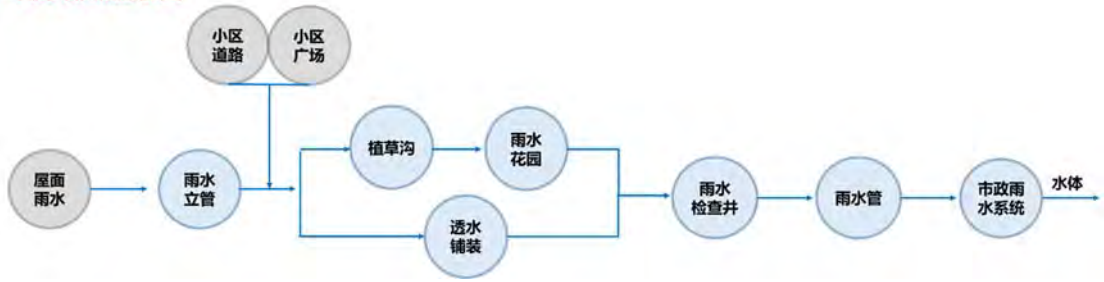 小区
道路
小区
广场
植草沟
雨水
花园
屋面
雨水
雨水
立管
透水
铺装
雨水
检查井
雨水管
市政雨
水系统
水体